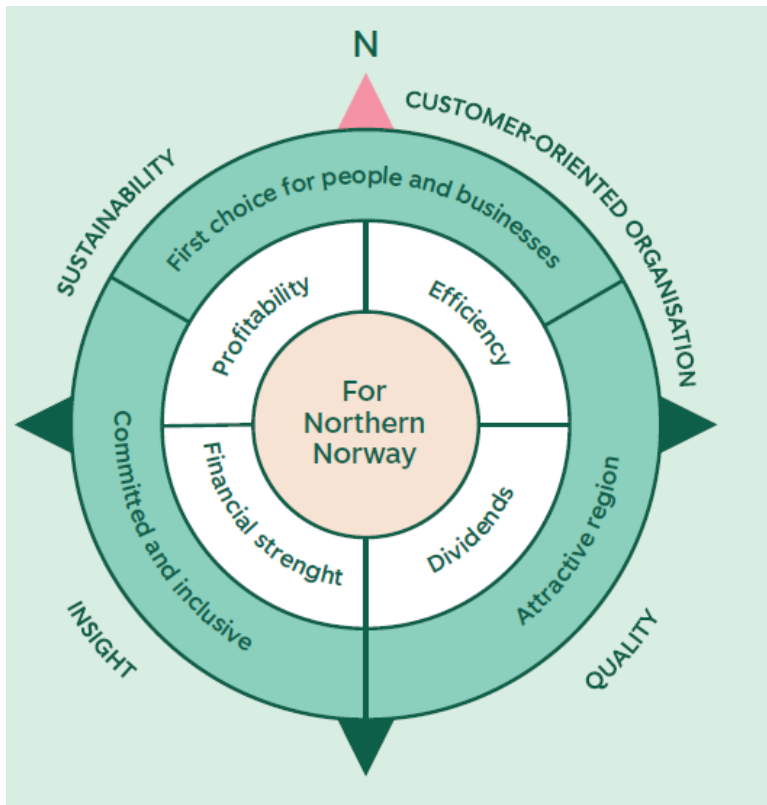 N
CUSTOMER-ORIENTED ORGANISATION
SUSTAINABILITY
First choice for people and businesses
Profitability
Efficiency
For
Northern
Norway
Committed and inclusive
Financial strenght
Dividends
Attractive region
INSIGHT
QUALITY